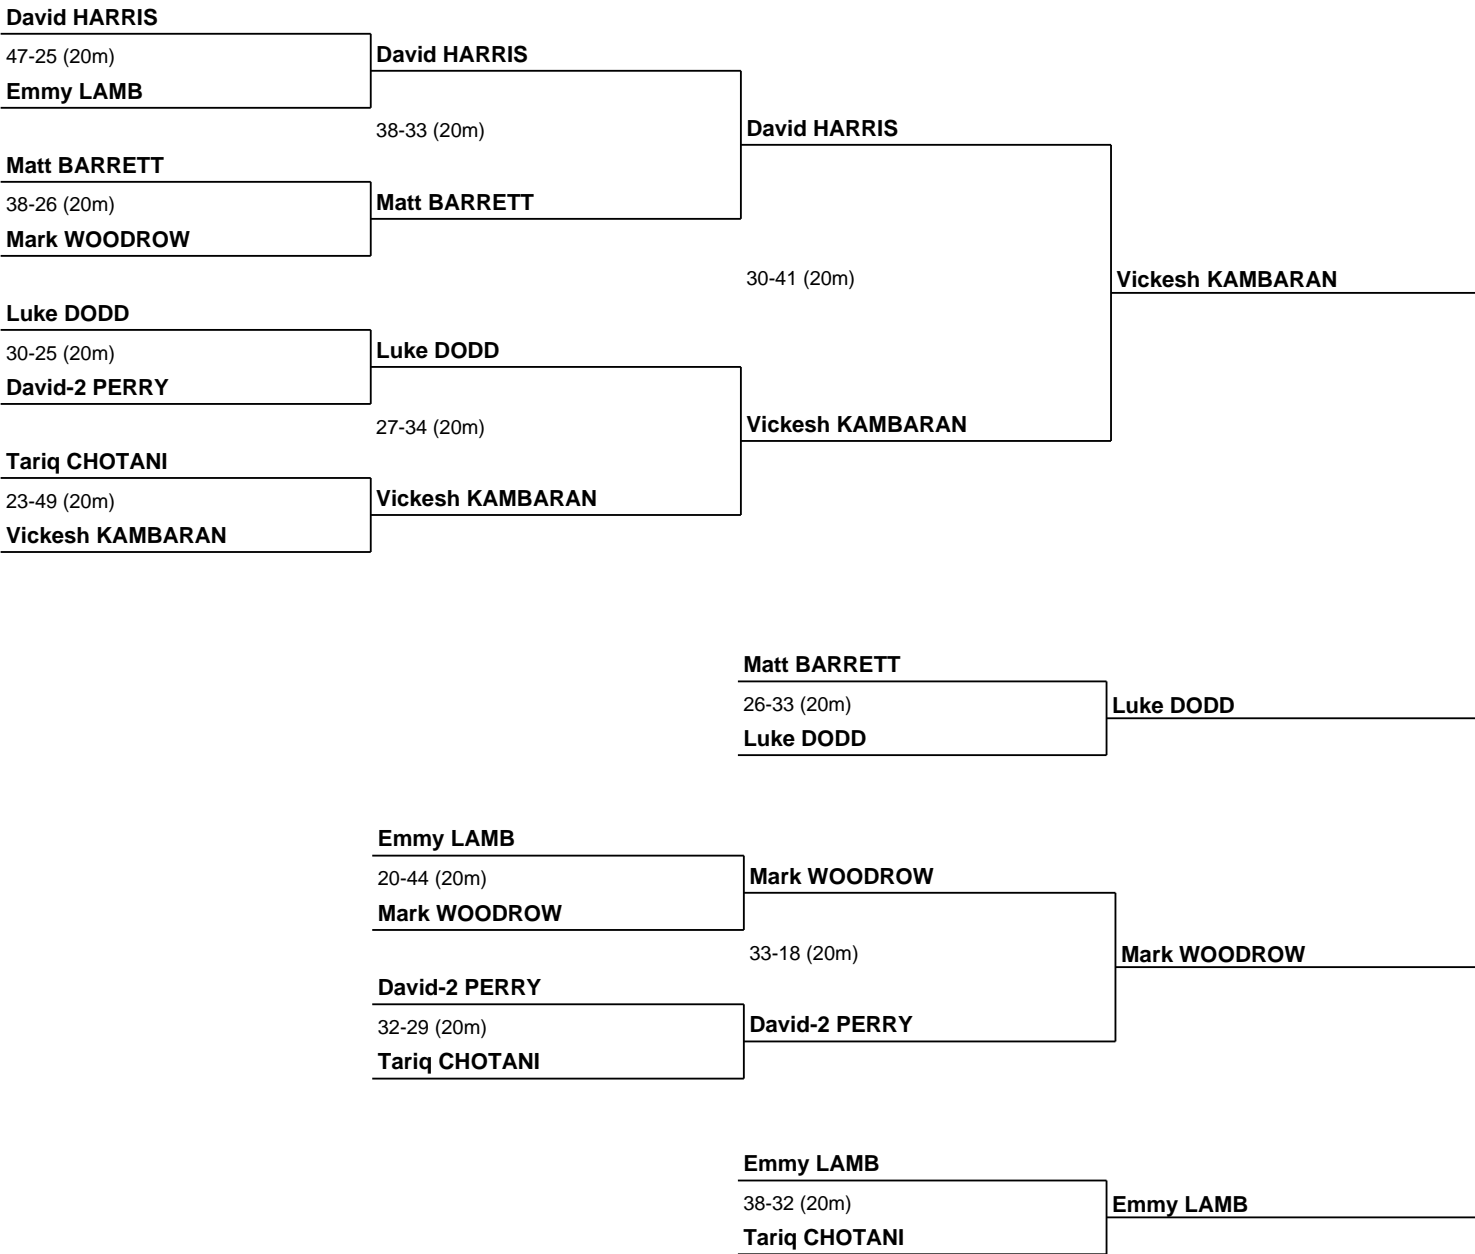 David HARRIS
47-25 (20m)
David HARRIS
Emmy LAMB
38-33 (20m)
David HARRIS
Matt BARRETT
38-26 (20m)
Matt BARRETT
Mark WOODROW
30-41 (20m)
Vickesh KAMBARAN
Luke DODD
30-25 (20m)
Luke DODD
David-2 PERRY
27-34 (20m)
Vickesh KAMBARAN
Tariq CHOTANI
23-49 (20m)
Vickesh KAMBARAN
Vickesh KAMBARAN
Matt BARRETT
26-33 (20m)
Luke DODD
Luke DODD
Emmy LAMB
20-44 (20m)
Mark WOODROW
Mark WOODROW
33-18 (20m)
Mark WOODROW
David-2 PERRY
32-29 (20m)
David-2 PERRY
Tariq CHOTANI
Emmy LAMB
38-32 (20m)
Emmy LAMB
Tariq CHOTANI